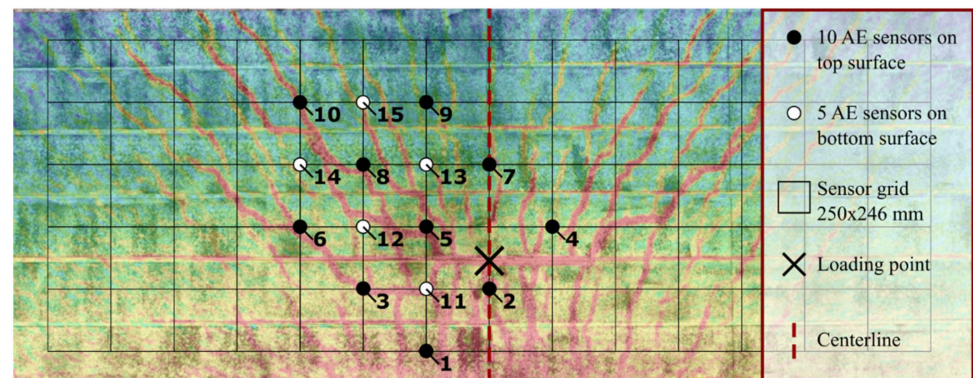 10 AE sensors on
top surface
5 AE sensors on
bottom surface
Sensor grid
250x246 mm
Loading point
Centerline
10 15 9
14 8 13 7
6 12 5 4
3 11 2
1